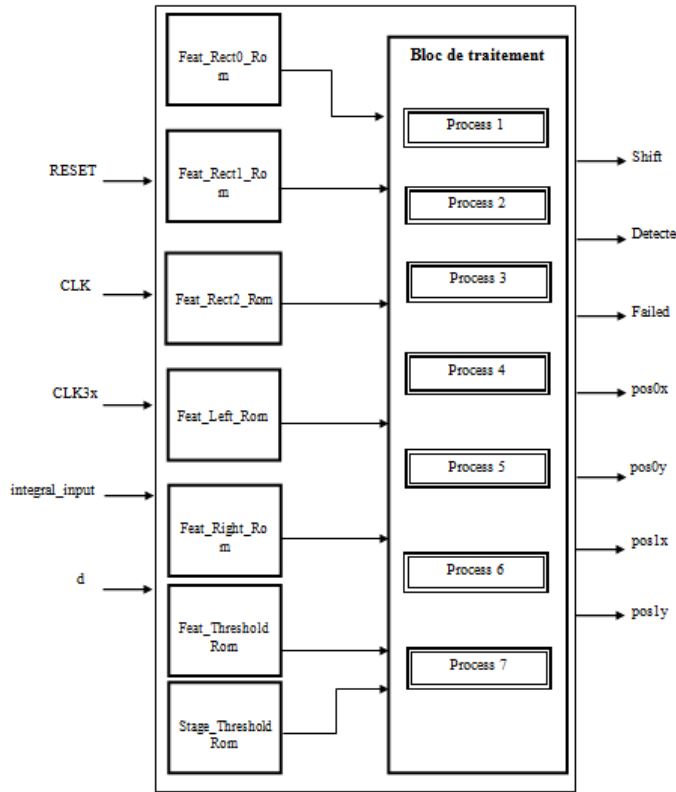 RESET
CLK
CLK3x
integral_input
d
Feat_Rect0_Ro
m
Feat_Rect1_Ro
m
Feat_Rect2_Rom
Feat_Left_Rom
Feat_Right_Ro
m
Feat_Threshold
Rom
Stage_Threshold
Rom
Bloc de traitement
Process 1
Process 2
Process 3
Process 4
Process 5
Process 6
Process 7
Shift
Detecte
Failed
pos0x
pos0y
pos1x
pos1y